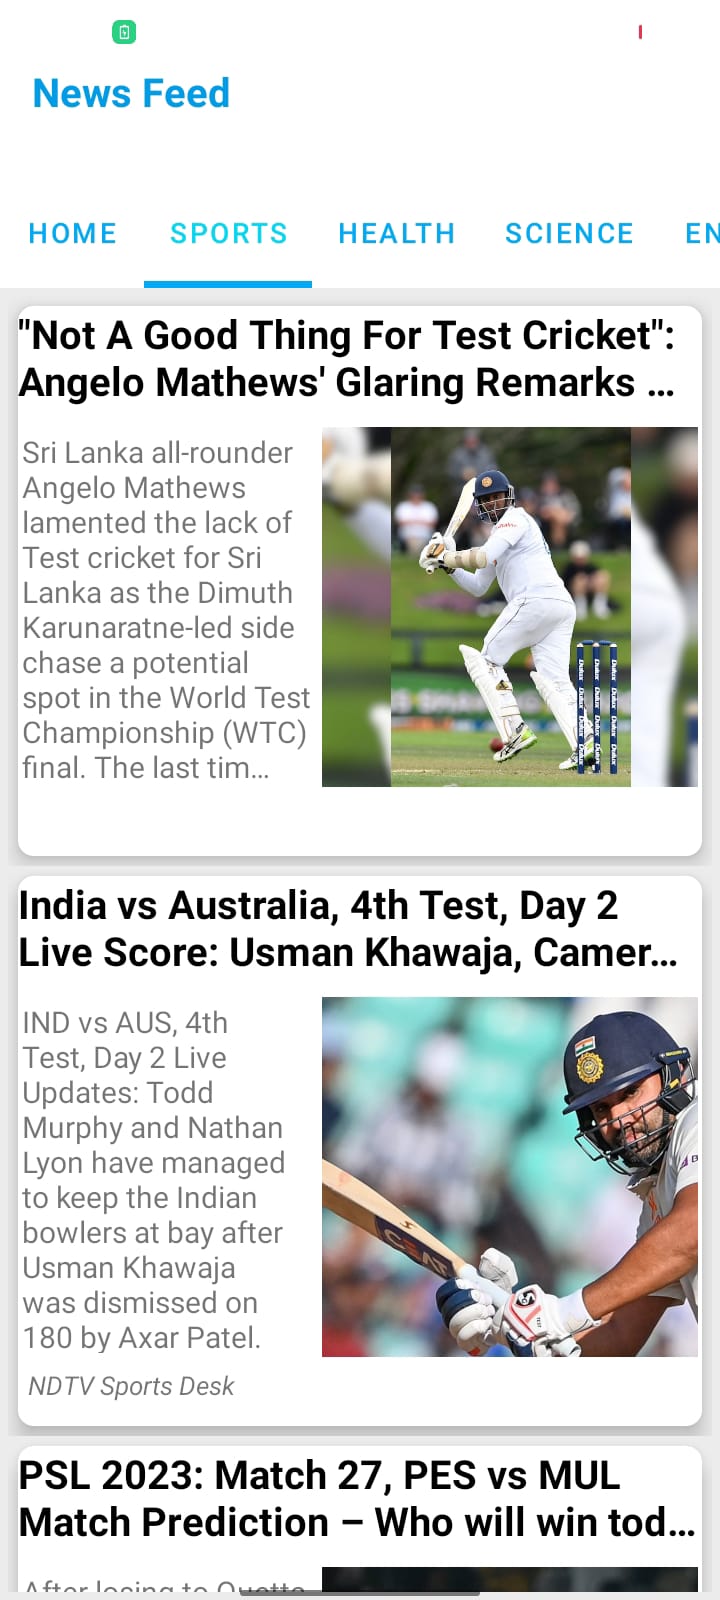 News Feed
HOME SPORTS HEALTH SCIENCE EN
"Not A Good Thing For Test Cricket":
Angelo Mathews' Glaring Remarks ...
Sri Lanka all-rounder
Angelo Mathews
lamented the lack of
Test cricket for Sri
Lanka as the Dimuth
Karunaratne-led side
chase a potential
spot in the World Test
Championship (WTC)
final. The last tim...
Dulux Dulux Dulux
India vs Australia, 4th Test, Day 2
Live Score: Usman Khawaja, Camer...
IND vs AUS, 4th
Test, Day 2 Live
Updates: Todd
Murphy and Nathan
Lyon have managed
to keep the Indian
bowlers at bay after
Usman Khawaja
was dismissed on
180 by Axar Patel.
CEAT
NDTV Sports Desk
PSL 2023: Match 27, PES vs MUL
Match Prediction – Who will win tod...
After losing to Quetta